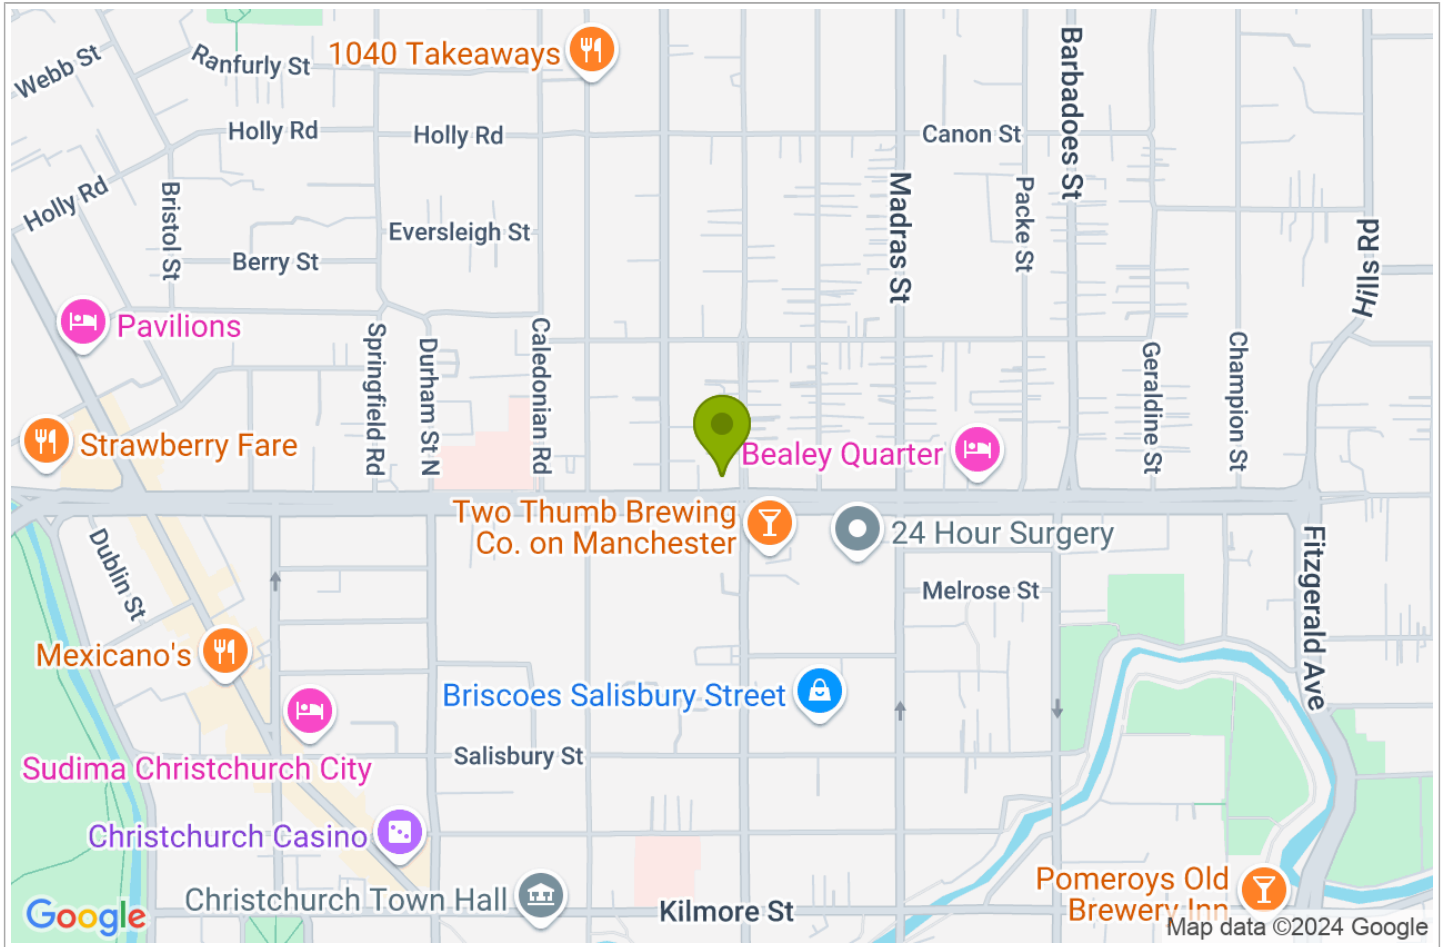 1040 Takeaways
Webb St
Ranfurly St
Holly Rd
Holly Rd
Canon St
Barbadoes St
Holly Rd
Bristol St
Eversleigh St
Berry St
Madras St
Packe St
Hills Rd
Pavilions
Springfield Rd
Durham St N
Caledonian Rd
Geraldine St
Champion St
Strawberry Fare
Bealey Quarter
Two Thumb Brewing
Co. on Manchester
24 Hour Surgery
Dublin St
Melrose St
Fitzgerald Ave
Mexicano's
Briscoes Salisbury Street
Salisbury St
Sudima Christchurch City
Christchurch Casino
Christchurch Town Hall
Kilmore St
Pomeroys Old
Brewery Inn
Google
Map data ©2024 Google